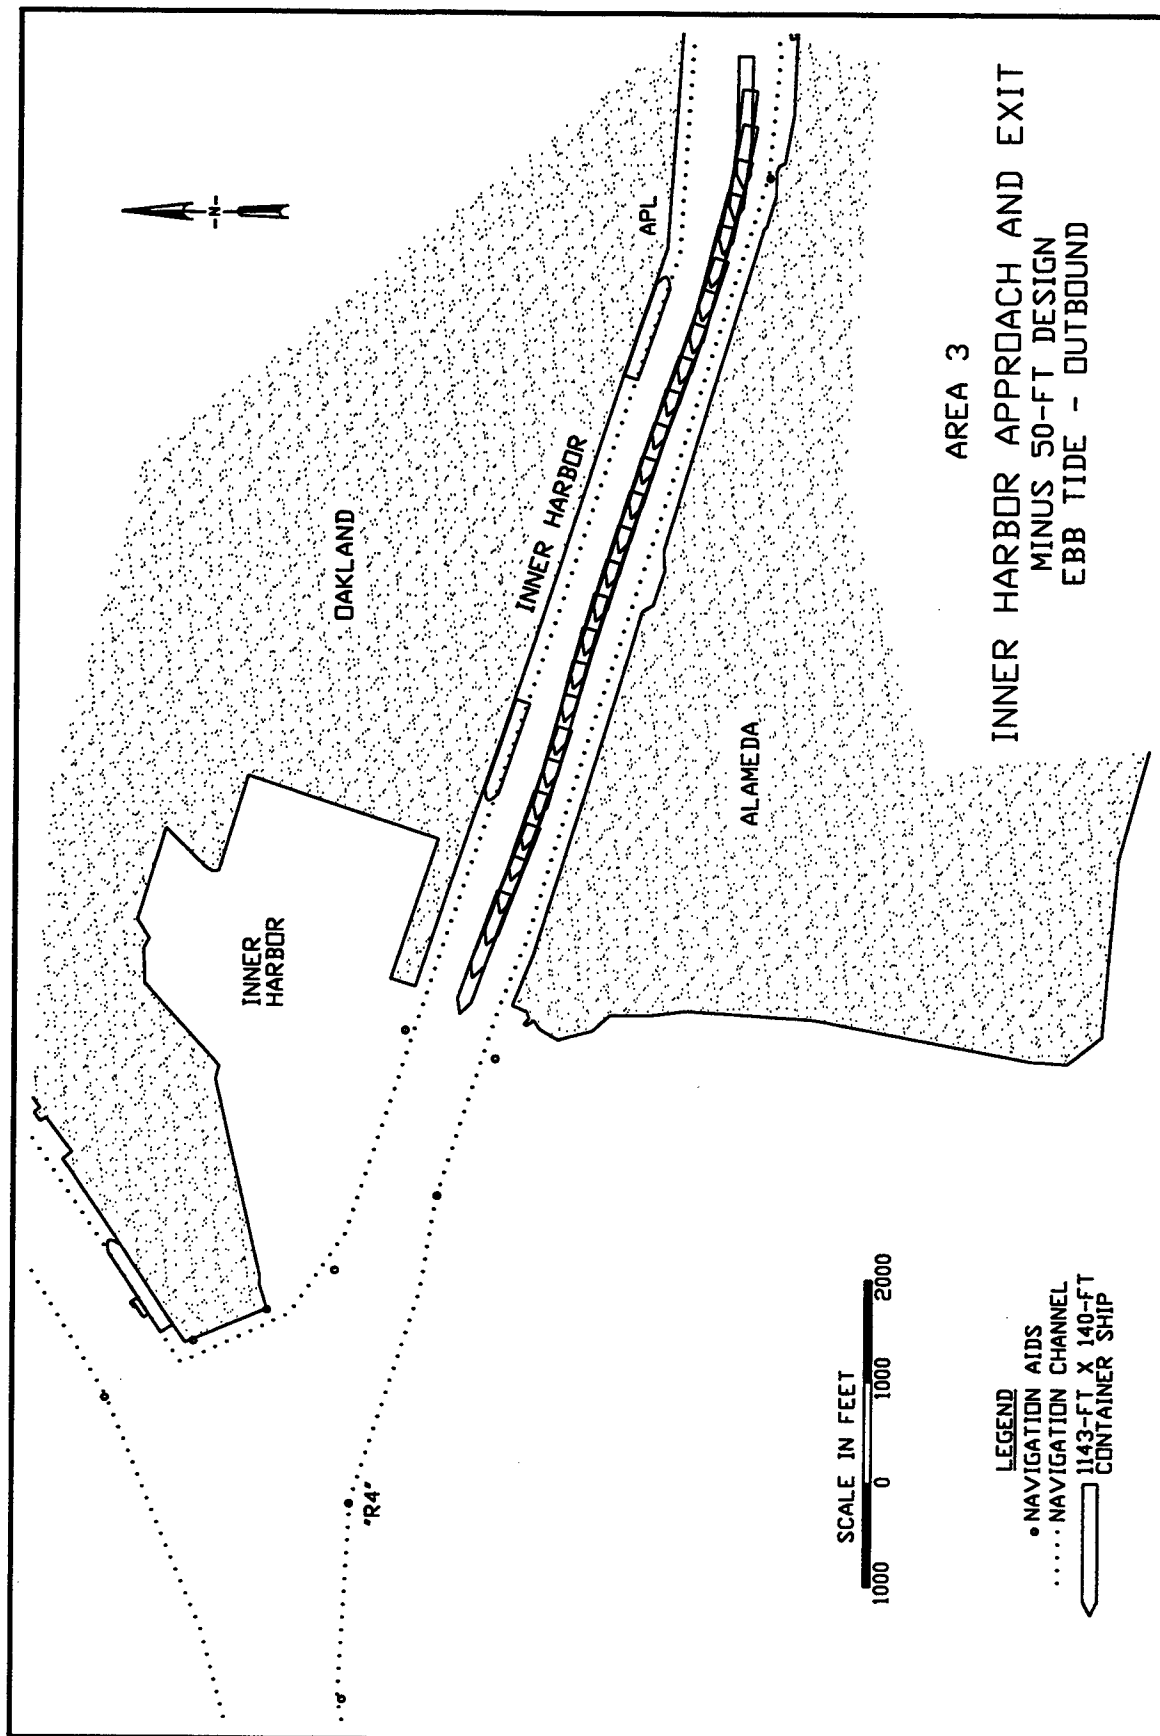 -N-
OAKLAND
APL
INNER HARBOR
INNER
HARBOR
ALAMEDA
"R4"
SCALE IN FEET
1000 0 1000 2000
LEGEND
NAVIGATION AIDS
NAVIGATION CHANNEL
1143-FT X 140-FT
CONTAINER SHIP
AREA 3
INNER HARBOR APPROACH AND EXIT
MINUS 50-FT DESIGN
EBB TIDE - OUTBOUND